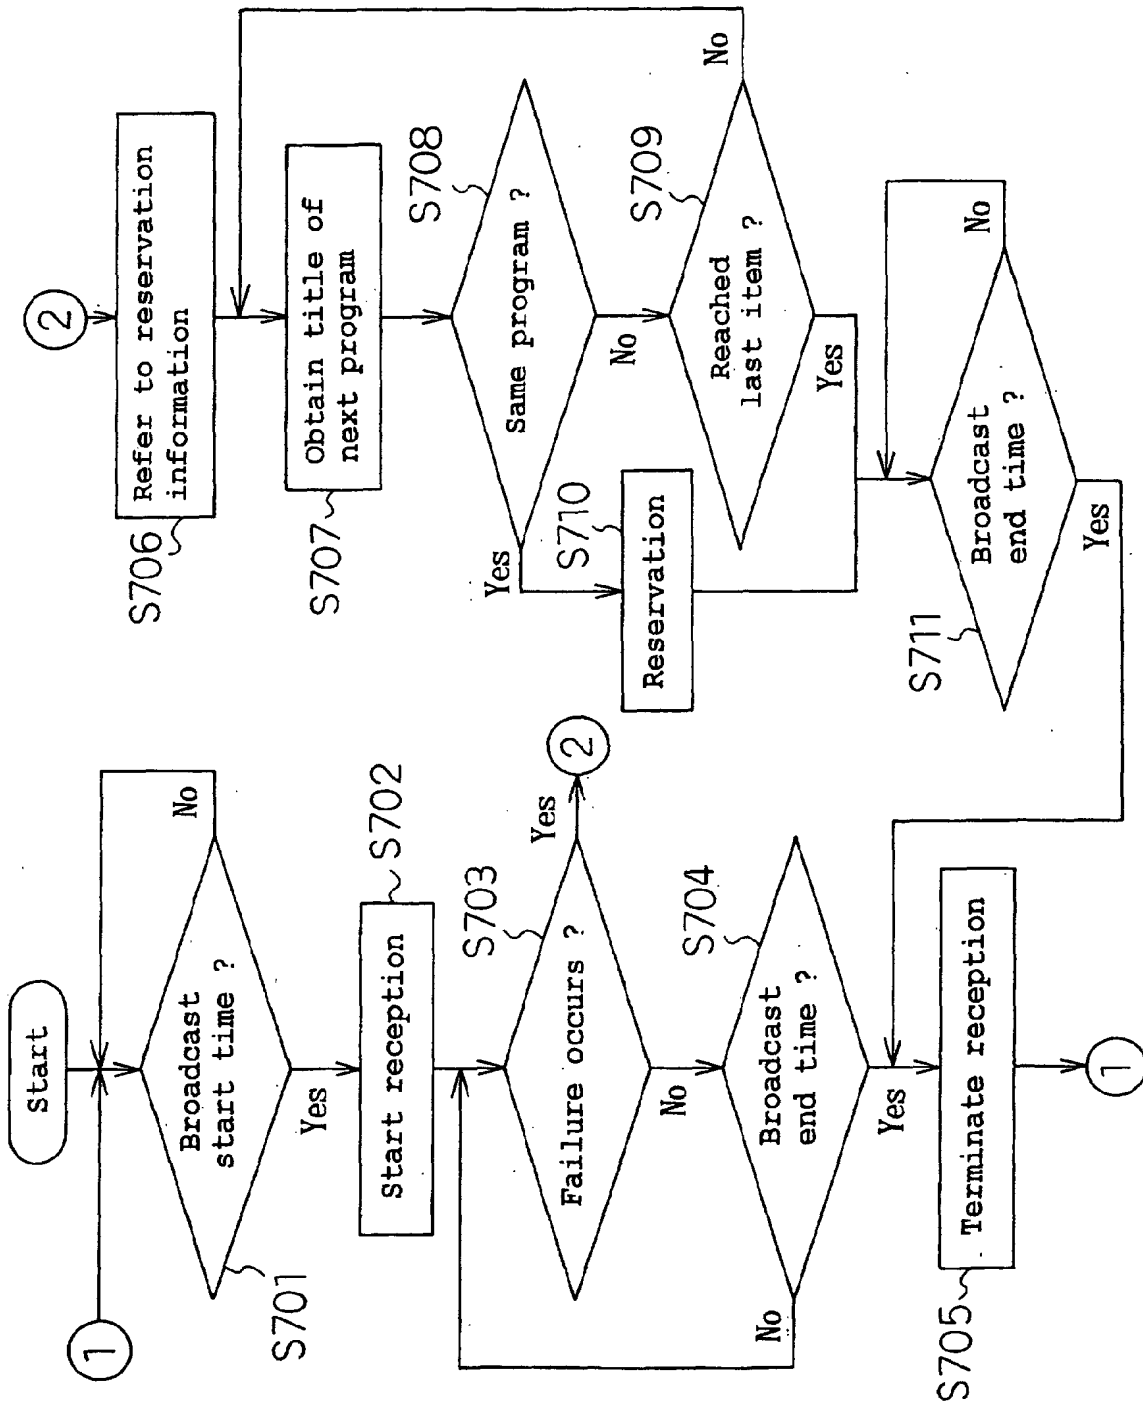 Start
1
Broadcast
start time ?
S701
No
Yes
Start reception
S702
Failure occurs ?
S703
Yes
2
No
Broadcast
end time ?
S704
No
Yes
Terminate reception
S705
1
2
Refer to reservation
information
S706
Obtain title of
next program
S707
Same program ?
S708
Yes
No
Reservation
S710
Reached
last item ?
S709
No
Yes
Broadcast
end time ?
S711
No
Yes